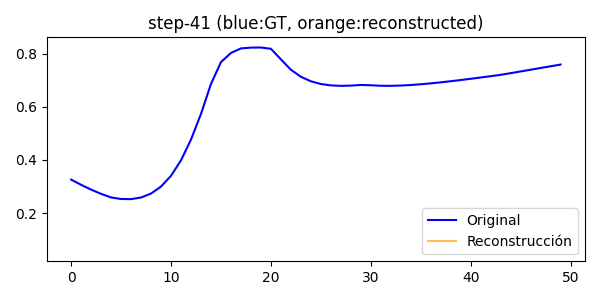 step-41 (blue:GT, orange:reconstructed)
0.8
0.6
0.4
0.2
Original
Reconstrucción
0 10 20 30 40 50